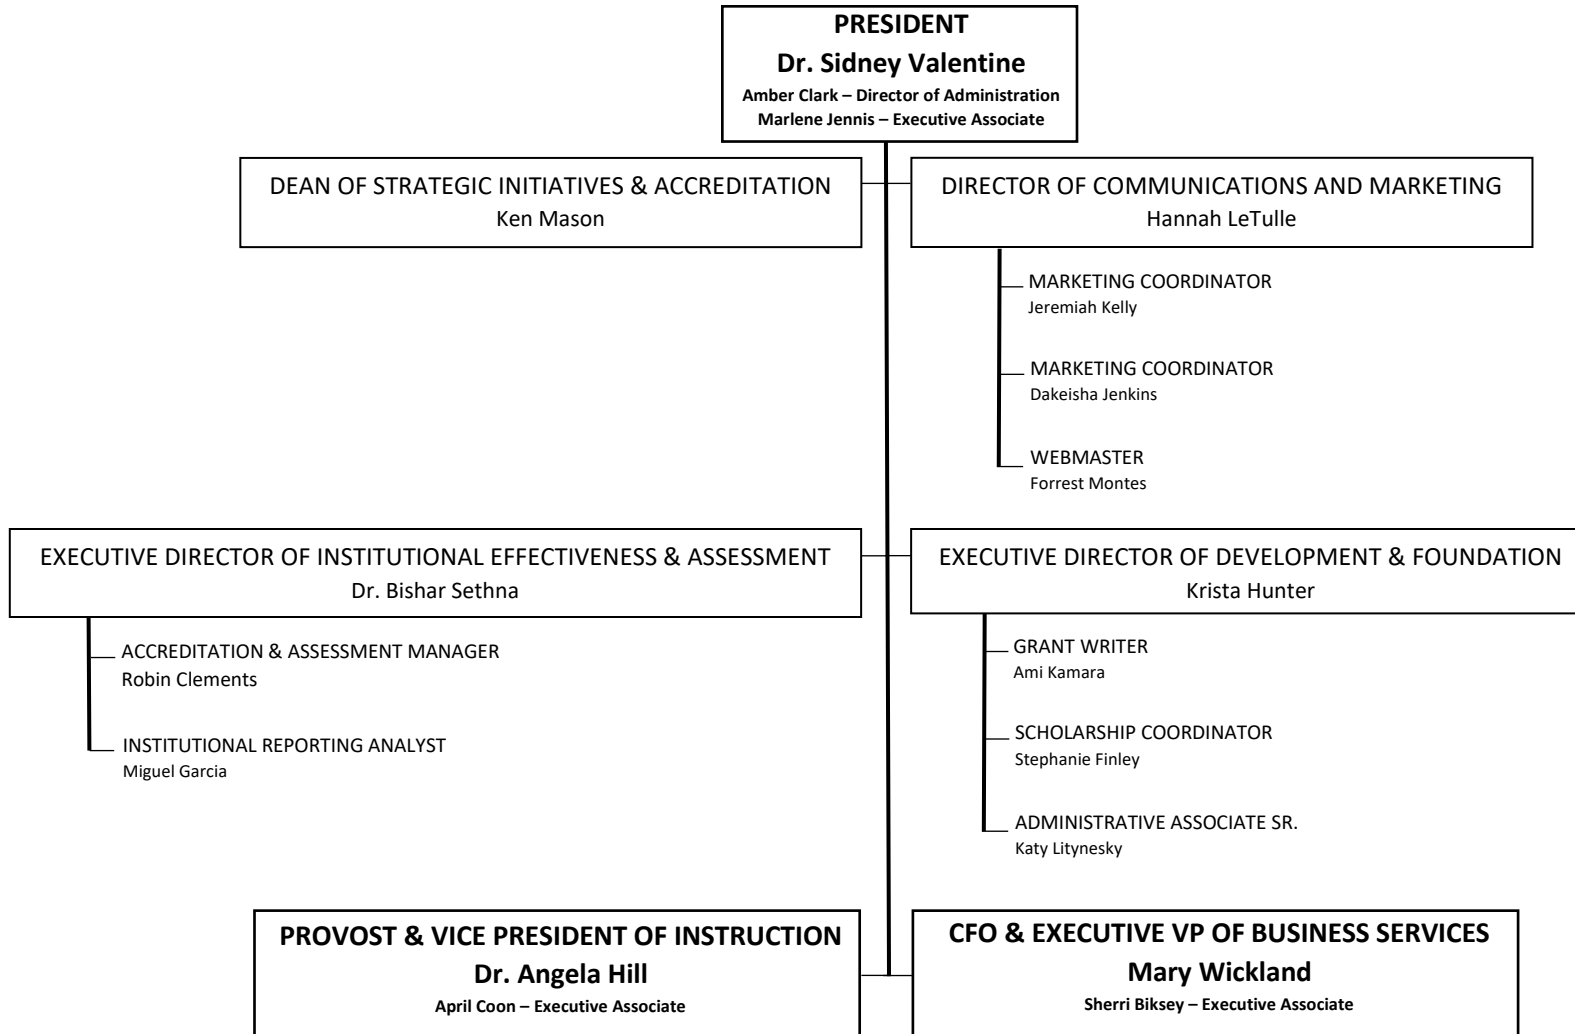 PRESIDENT
Dr. Sidney Valentine
Amber Clark – Director of Administration
Marlene Jennis – Executive Associate
DEAN OF STRATEGIC INITIATIVES & ACCREDITATION
Ken Mason
DIRECTOR OF COMMUNICATIONS AND MARKETING
Hannah LeTulle
MARKETING COORDINATOR
Jeremiah Kelly
MARKETING COORDINATOR
Dakeisha Jenkins
WEBMASTER
Forrest Montes
EXECUTIVE DIRECTOR OF INSTITUTIONAL EFFECTIVENESS & ASSESSMENT
Dr. Bishar Sethna
ACCREDITATION & ASSESSMENT MANAGER
Robin Clements
INSTITUTIONAL REPORTING ANALYST
Miguel Garcia
EXECUTIVE DIRECTOR OF DEVELOPMENT & FOUNDATION
Krista Hunter
GRANT WRITER
Ami Kamara
SCHOLARSHIP COORDINATOR
Stephanie Finley
ADMINISTRATIVE ASSOCIATE SR.
Katy Litynesky
PROVOST & VICE PRESIDENT OF INSTRUCTION
Dr. Angela Hill
April Coon – Executive Associate
CFO & EXECUTIVE VP OF BUSINESS SERVICES
Mary Wickland
Sherri Biksey – Executive Associate